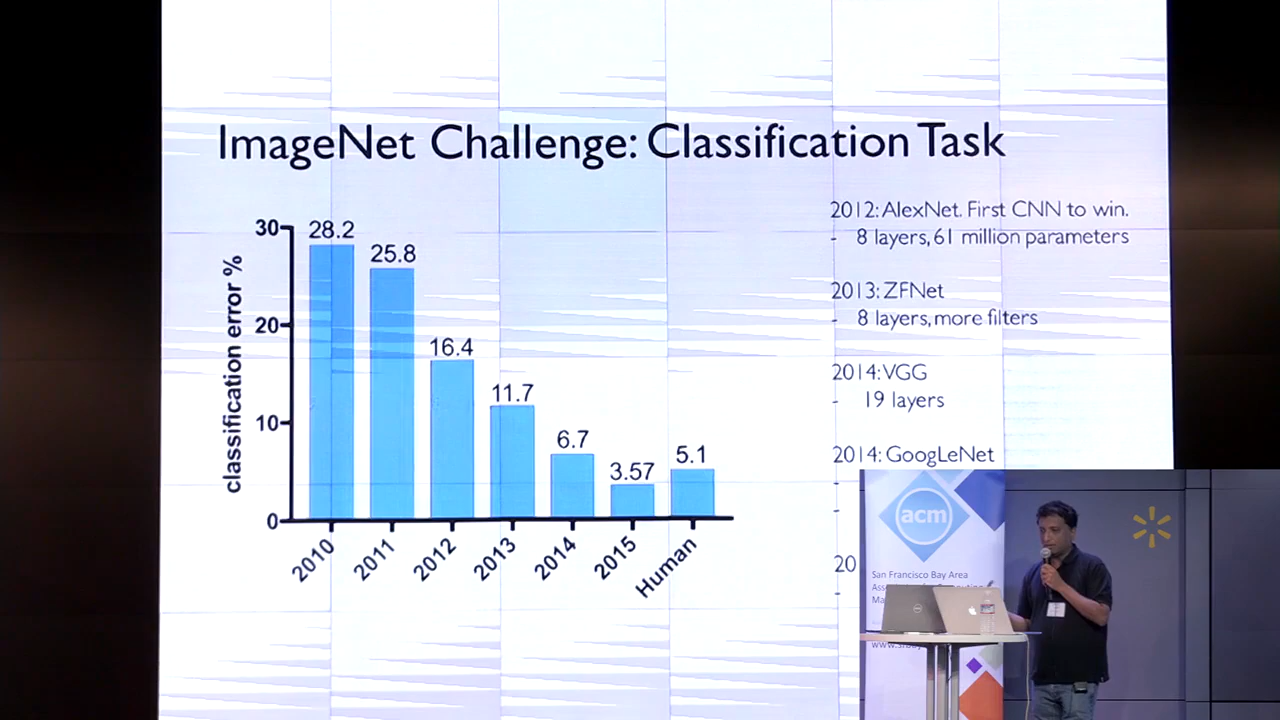 ImageNet Challenge: Classification Task
classification error %
30
20
10
0
28.2
25.8
16.4
11.7
6.7
3.57
5.1
2010
2011
2012
2013
2014
2015
Human
2012: AlexNet. First CNN to win.
- 8 layers, 61 million parameters
2013: ZFNet
- 8 layers, more filters
2014: VGG
- 19 layers
2014: GoogLeNet
-
-
20
-
acm
San Francisco Bay Area